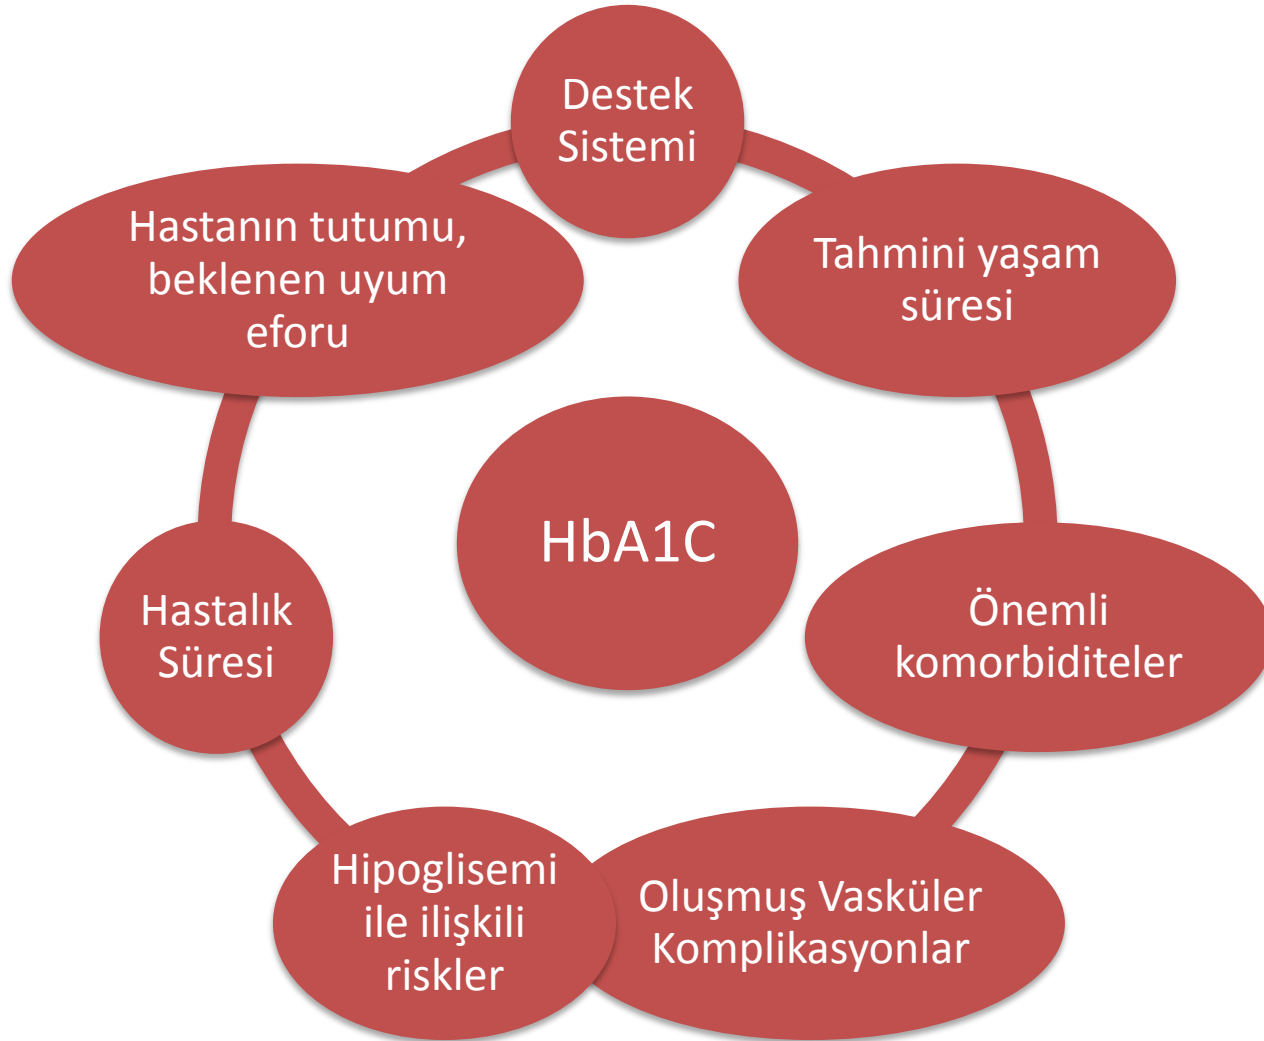 Destek
Sistemi
Tahmini yaşam
süresi
Önemli
komorbiditeler
Oluşmuş Vasküler
Komplikasyonlar
Hipoglisemi
ile ilişkili
riskler
Hastalık
Süresi
Hastanın tutumu,
beklenen uyum
eforu
HbA1C